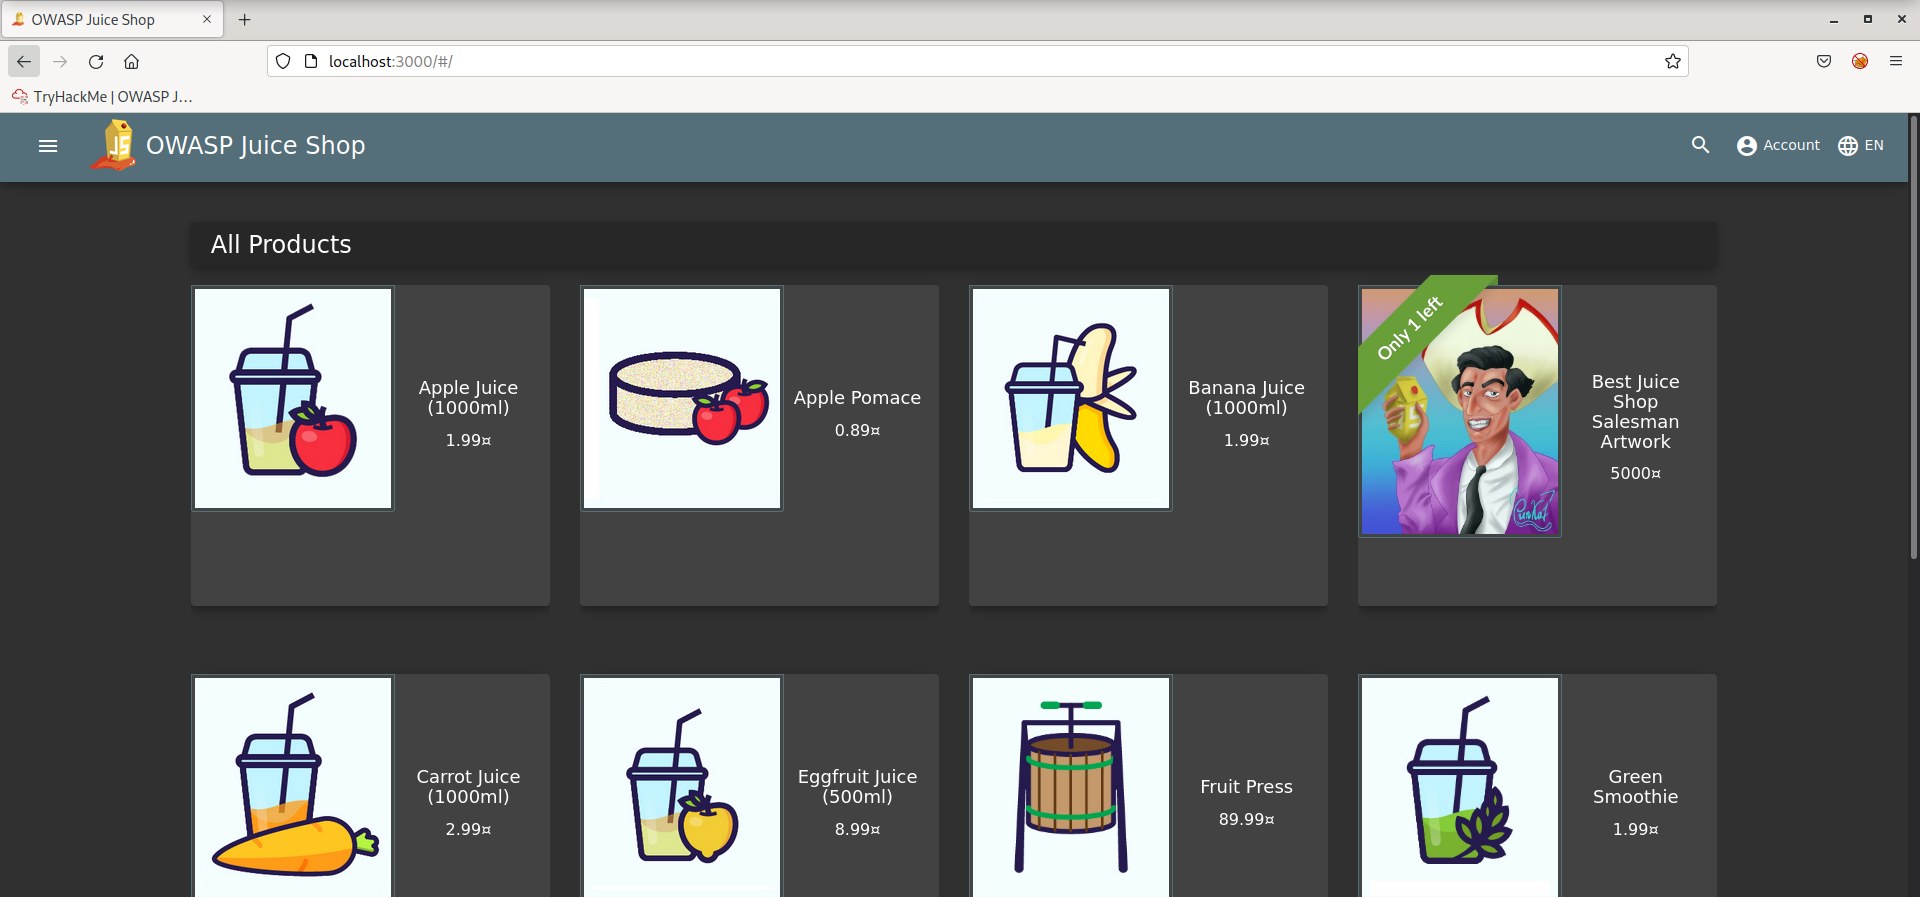 OWASP Juice Shop
localhost:3000/#/
TryHackMe | OWASP J...
OWASP Juice Shop
Account
EN
All Products
Apple Juice
(1000ml)
1.99¤
Apple Pomace
0.89¤
Banana Juice
(1000ml)
1.99¤
Only 1 left
Best Juice
Shop
Salesman
Artwork
5000¤
Carrot Juice
(1000ml)
2.99¤
Eggfruit Juice
(500ml)
8.99¤
Fruit Press
89.99¤
Green
Smoothie
1.99¤